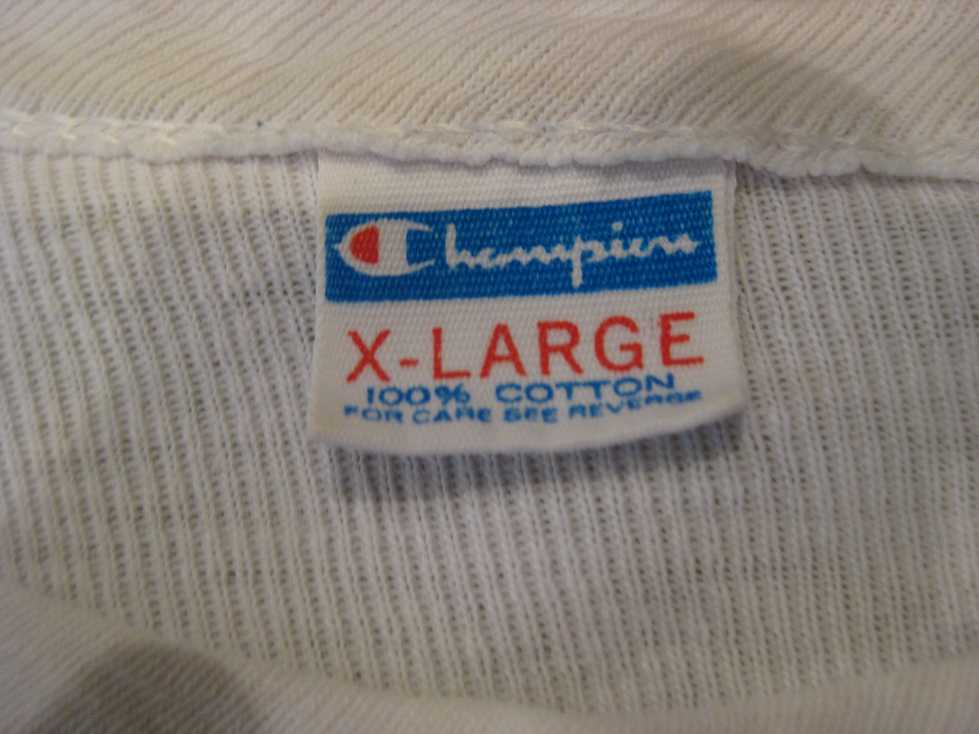 Champion
X-LARGE
100% COTTON
FOR CARE SEE REVERSE